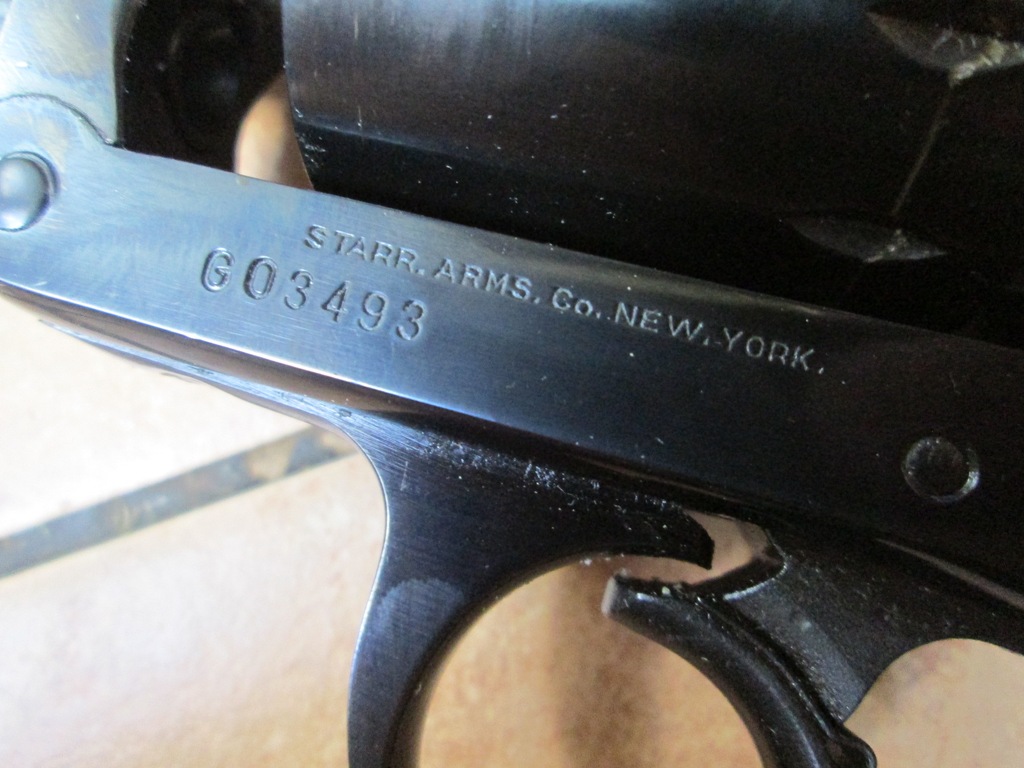 STARR. ARMS. Co. NEW. YORK.
G03493